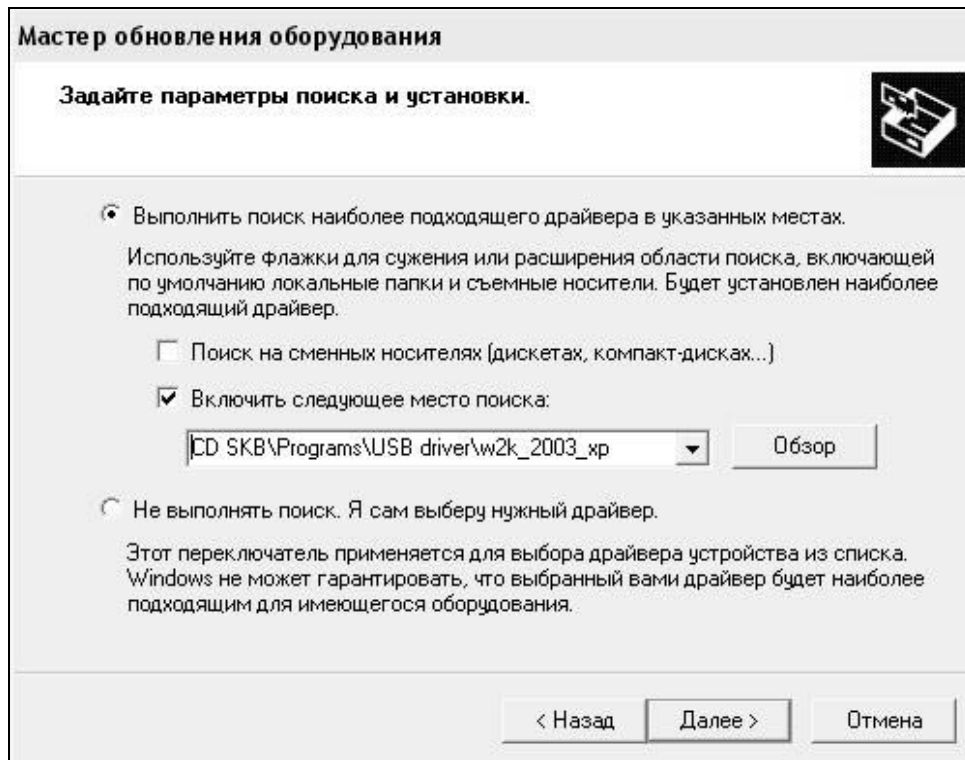 Мастер обновления оборудования
Задайте параметры поиска и установки.
Выполнить поиск наиболее подходящего драйвера в указанных местах.
Используйте флажки для сужения или расширения области поиска, включающей
по умолчанию локальные папки и съемные носители. Будет установлен наиболее
подходящий драйвер.
Поиск на сменных носителях (дискетах, компакт-дисках...)
Включить следующее место поиска:
CD SKB\Programs\USB driver\w2k_2003_xp
Обзор
Не выполнять поиск. Я сам выберу нужный драйвер.
Этот переключатель применяется для выбора драйвера устройства из списка.
Windows не может гарантировать, что выбранный вами драйвер будет наиболее
подходящим для имеющегося оборудования.
< Назад Далее > Отмена